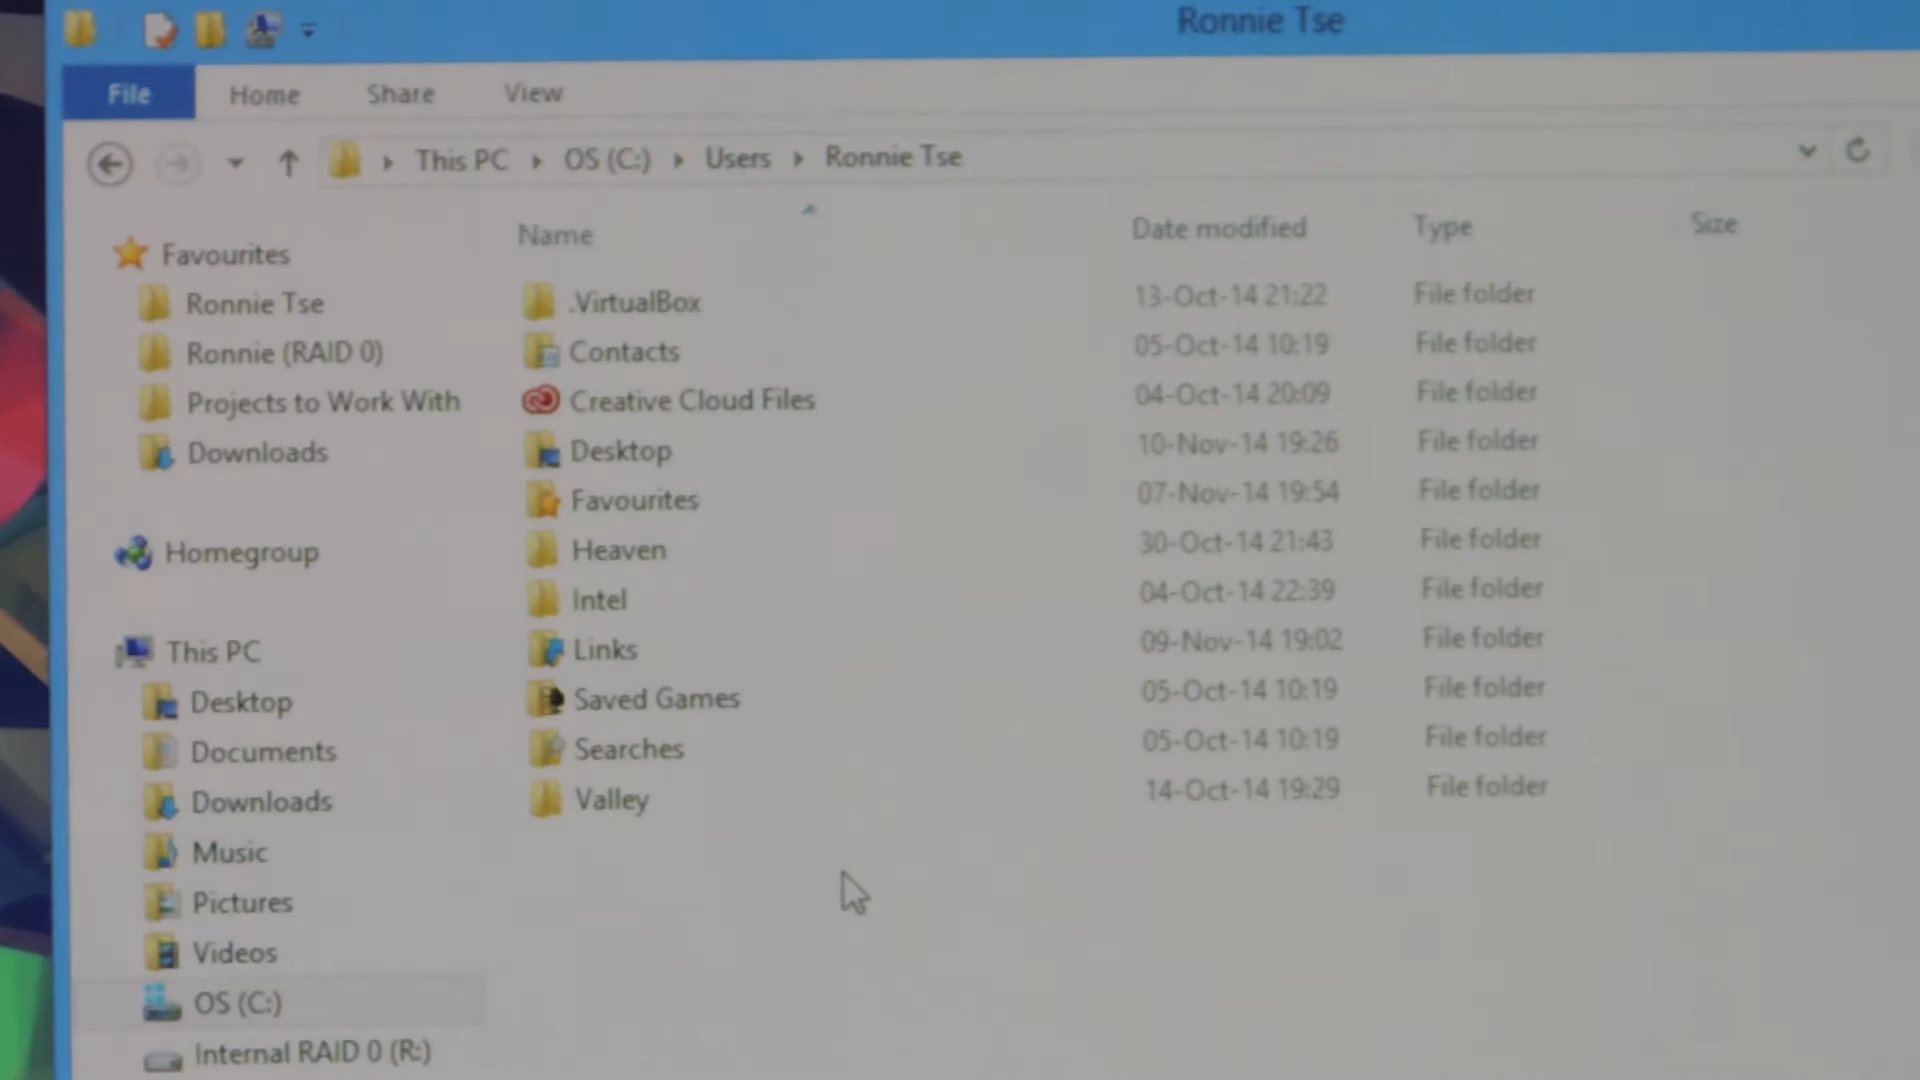 Ronnie Tse
File Home Share View
This PC OS (C:) Users Ronnie Tse
Name Date modified Type Size
Favourites
Ronnie Tse
Ronnie (RAID 0)
Projects to Work With
Downloads
Homegroup
This PC
Desktop
Documents
Downloads
Music
Pictures
Videos
OS (C:)
Internal RAID 0 (R:)
.VirtualBox 13-Oct-14 21:22 File folder
Contacts 05-Oct-14 10:19 File folder
Creative Cloud Files 04-Oct-14 20:09 File folder
Desktop 10-Nov-14 19:26 File folder
Favourites 07-Nov-14 19:54 File folder
Heaven 30-Oct-14 21:43 File folder
Intel 04-Oct-14 22:39 File folder
Links 09-Nov-14 19:02 File folder
Saved Games 05-Oct-14 10:19 File folder
Searches 05-Oct-14 10:19 File folder
Valley 14-Oct-14 19:29 File folder